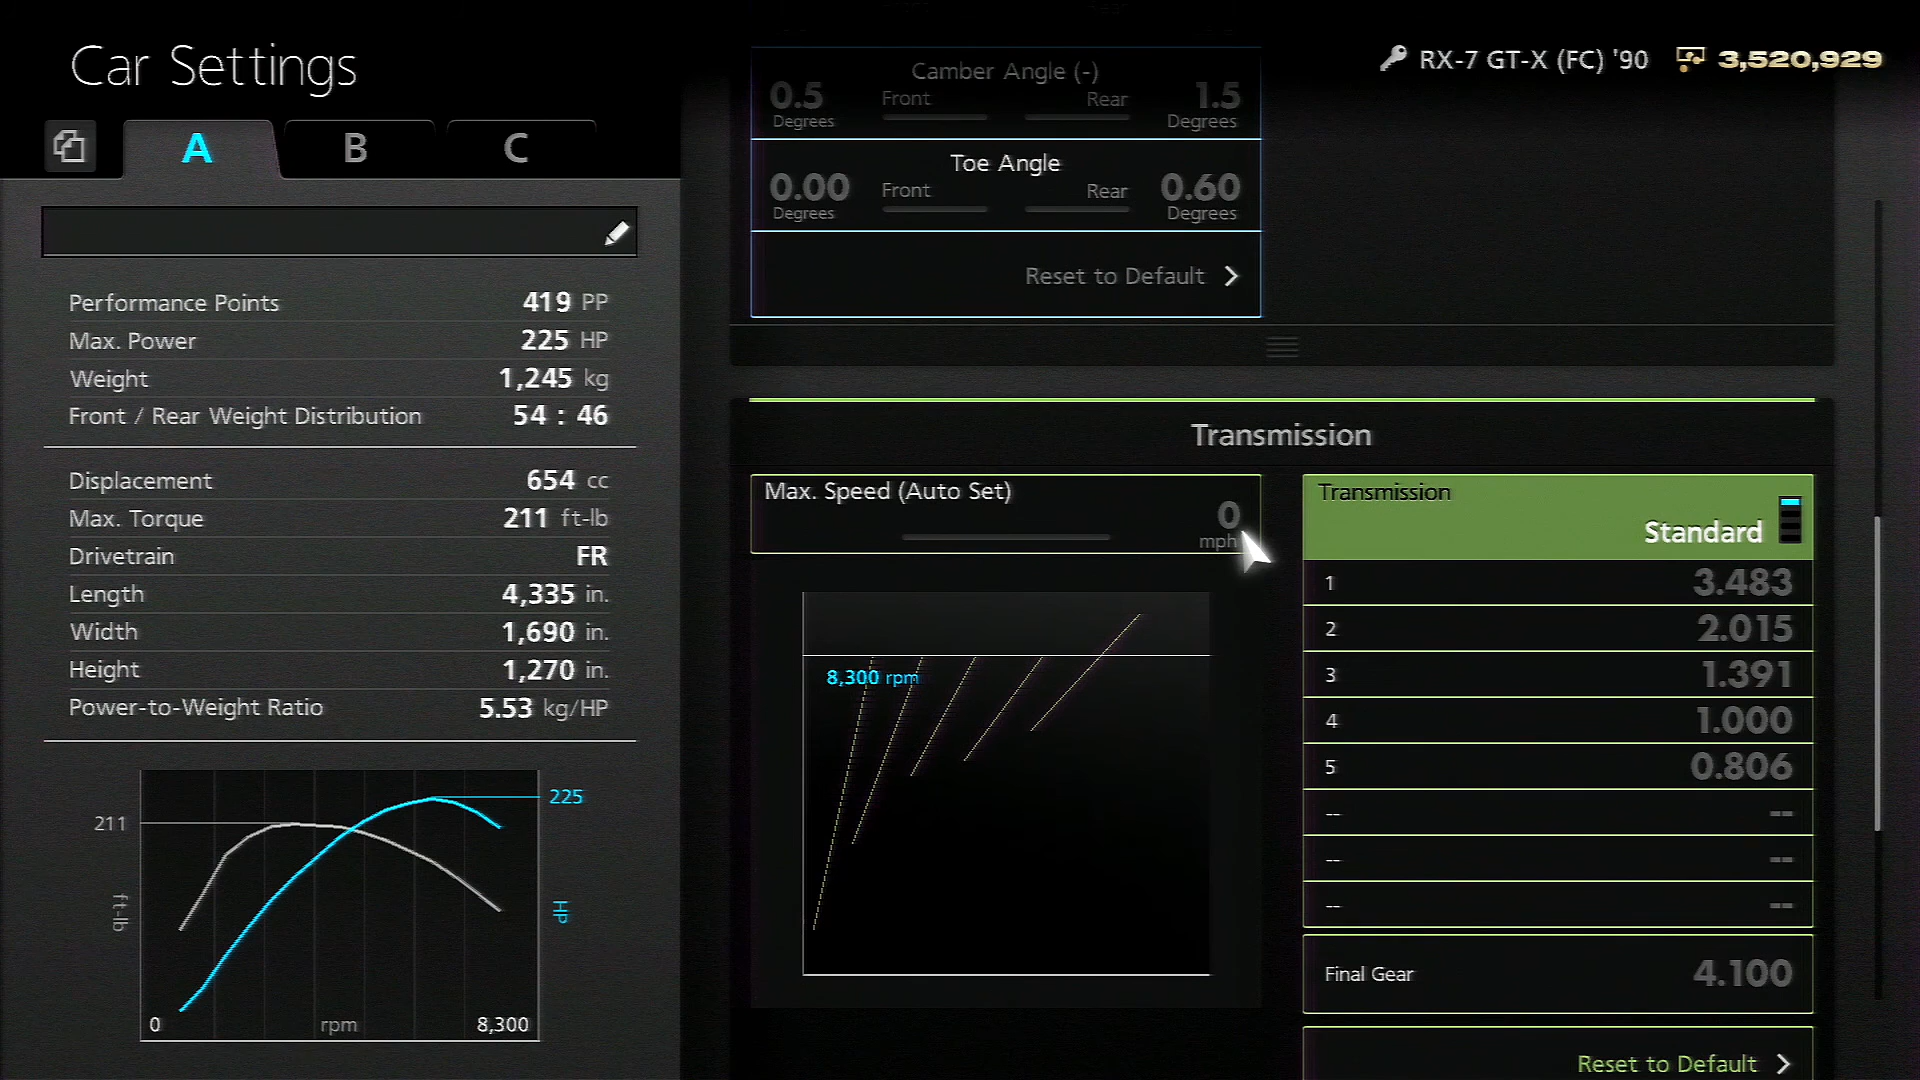 Car Settings
RX-7 GT-X (FC) '90
3,520,929
A
B
C
Performance Points 419 PP
Max. Power 225 HP
Weight 1,245 kg
Front / Rear Weight Distribution 54 : 46
Displacement 654 cc
Max. Torque 211 ft-lb
Drivetrain FR
Length 4,335 in.
Width 1,690 in.
Height 1,270 in.
Power-to-Weight Ratio 5.53 kg/HP
225
211
ft-lb
HP
0 rpm 8,300
Camber Angle (-)
0.5 Front Rear 1.5
Degrees Degrees
Toe Angle
0.00 Front Rear 0.60
Degrees Degrees
Reset to Default
Transmission
Max. Speed (Auto Set)
0
mph
8,300 rpm
Transmission
Standard
1 3.483
2 2.015
3 1.391
4 1.000
5 0.806
-- --
-- --
-- --
Final Gear 4.100
Reset to Default